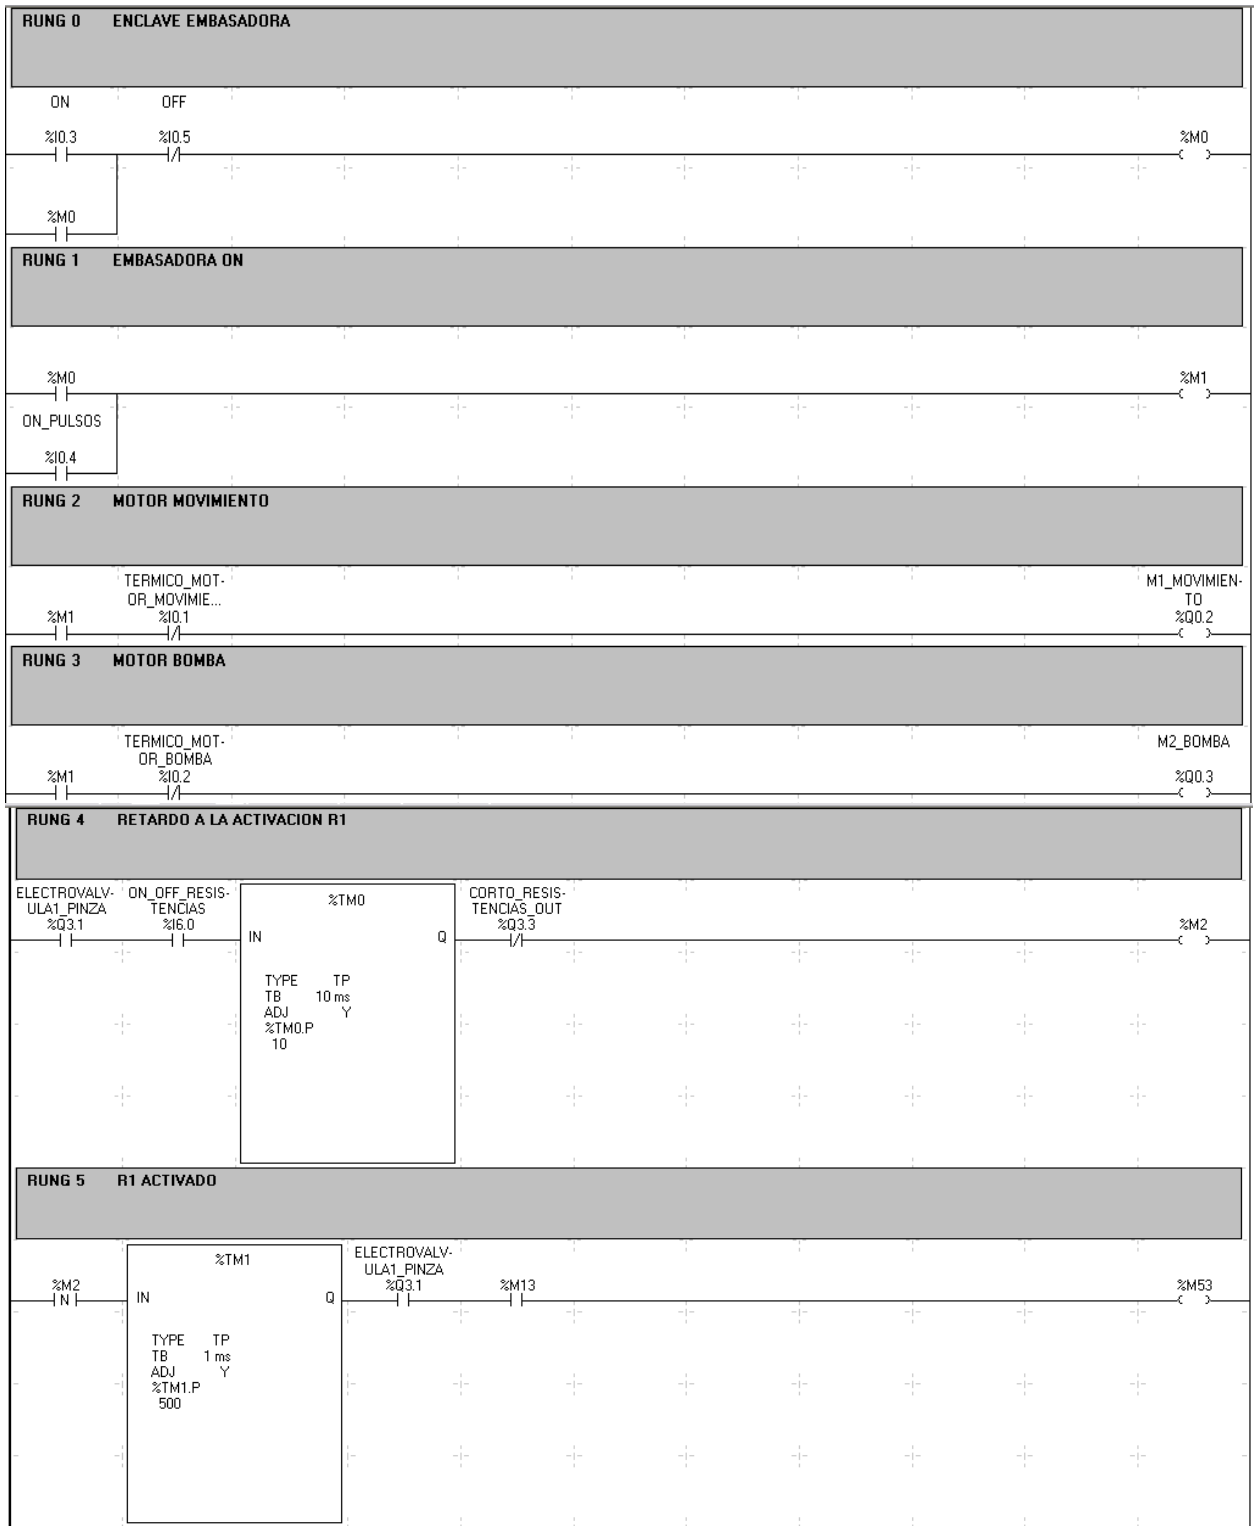 RUNG 0 ENCLAVE EMBASADORA
ON OFF
%I0.3 %I0.5 %M0
%M0
RUNG 1 EMBASADORA ON
%M0 %M1
ON_PULSOS
%I0.4
RUNG 2 MOTOR MOVIMIENTO
TERMICO_MOT- M1_MOVIMIEN-
OR_MOVIMIE... TO
%M1 %I0.1 %Q0.2
RUNG 3 MOTOR BOMBA
TERMICO_MOT- M2_BOMBA
OR_BOMBA
%M1 %I0.2 %Q0.3
RUNG 4 RETARDO A LA ACTIVACION R1
ELECTROVALV- ON_OFF_RESIS- %TM0 CORTO_RESIS-
ULA1_PINZA TENCIAS TENCIAS_OUT
%Q3.1 %I6.0 %Q3.3 %M2
IN Q
TYPE TP
TB 10 ms
ADJ Y
%TM0.P
10
RUNG 5 R1 ACTIVADO
%TM1 ELECTROVALV-
ULA1_PINZA
%M2 %Q3.1 %M13 %M53
N IN Q
TYPE TP
TB 1 ms
ADJ Y
%TM1.P
500